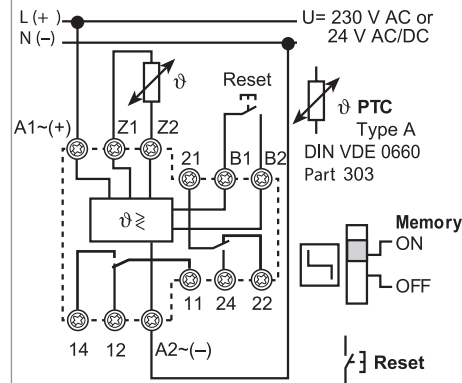 L (+)
U= 230 V AC or
N (–)
24 V AC/DC
ϑ
Reset
ϑ PTC
Type A
DIN VDE 0660
Part 303
A1~(+)
Z1
Z2
21
B1
B2
ϑ ≥
Memory
ON
OFF
11
24
22
14
12
A2~(–)
Reset